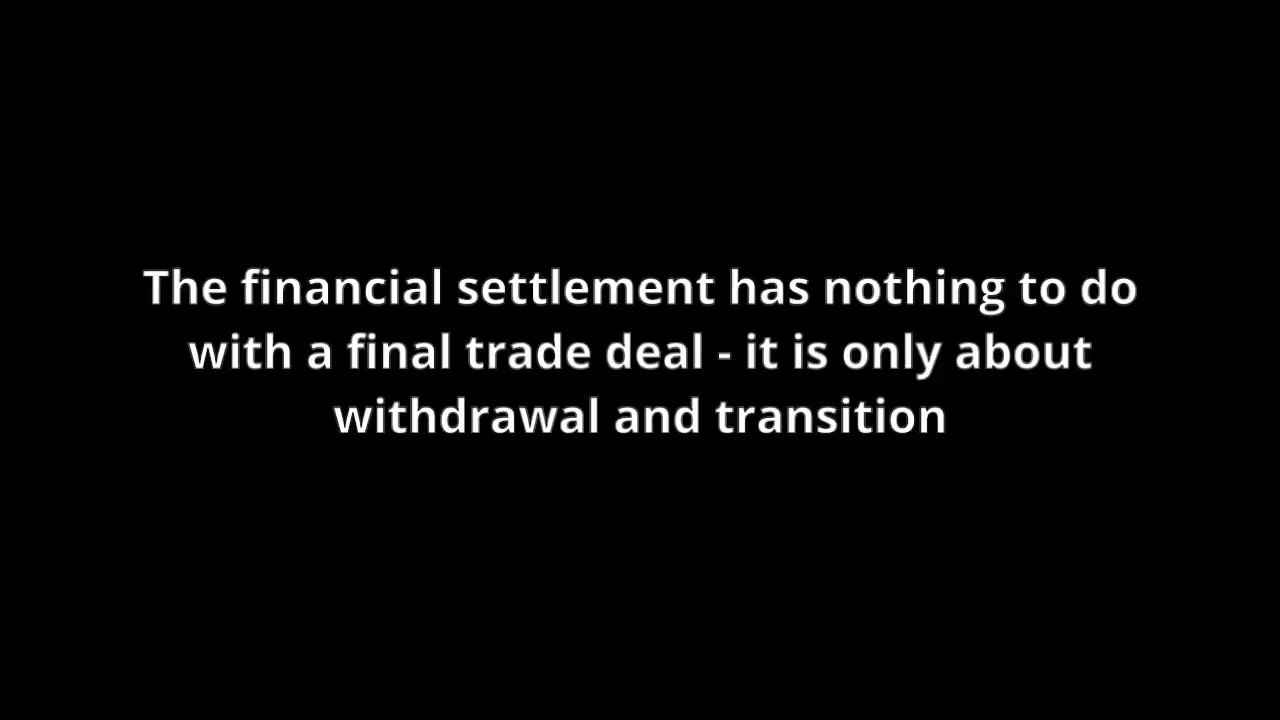 The financial settlement has nothing to do
with a final trade deal - it is only about
withdrawal and transition